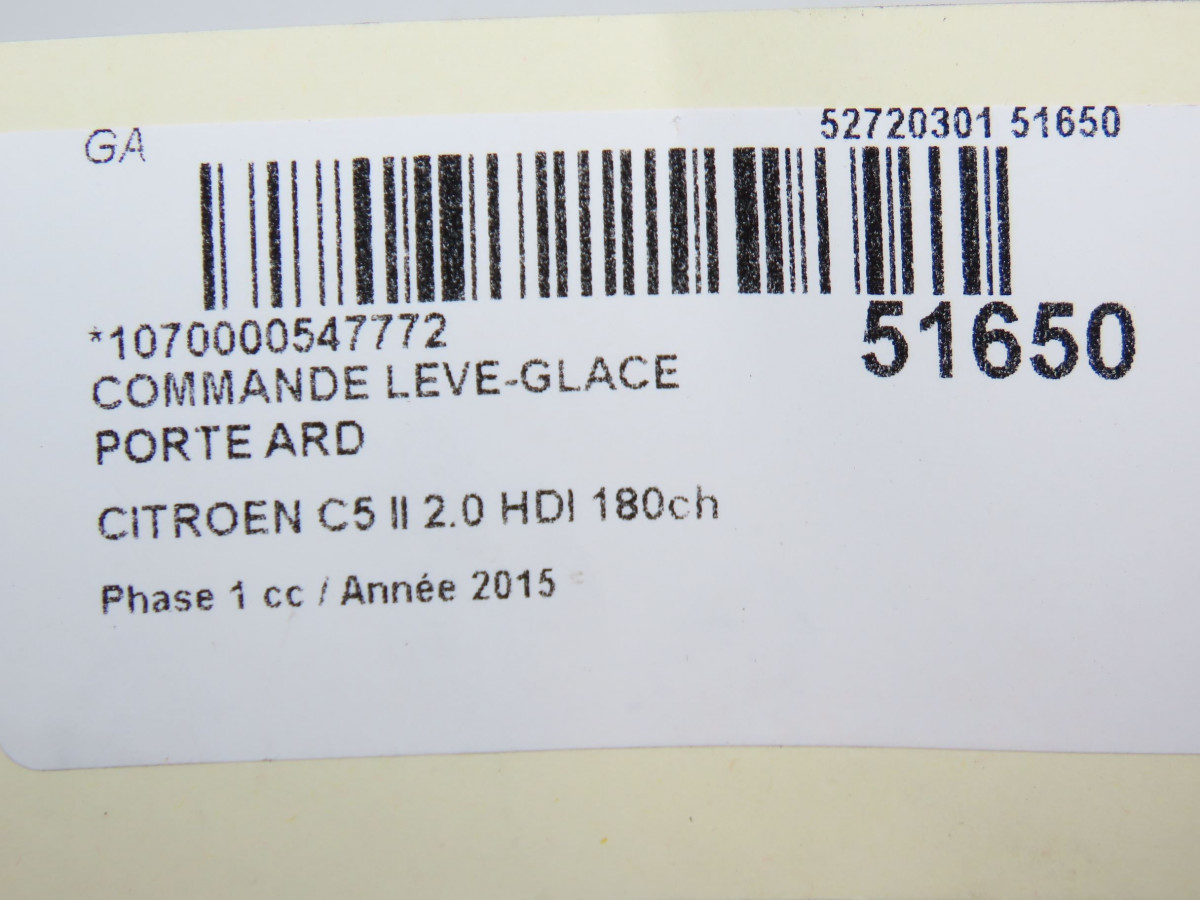 GA
52720301 51650
*1070000547772
51650
COMMANDE LEVE-GLACE
PORTE ARD
CITROEN C5 II 2.0 HDI 180ch
Phase 1 cc / Année 2015